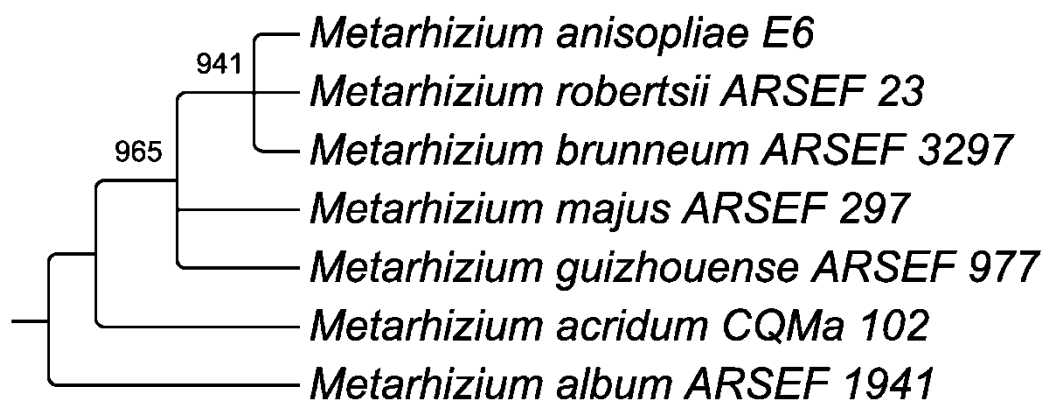 Metarhizium anisopliae E6
941
Metarhizium robertsii ARSEF 23
965
Metarhizium brunneum ARSEF 3297
Metarhizium majus ARSEF 297
Metarhizium guizhouense ARSEF 977
Metarhizium acridum CQMa 102
Metarhizium album ARSEF 1941